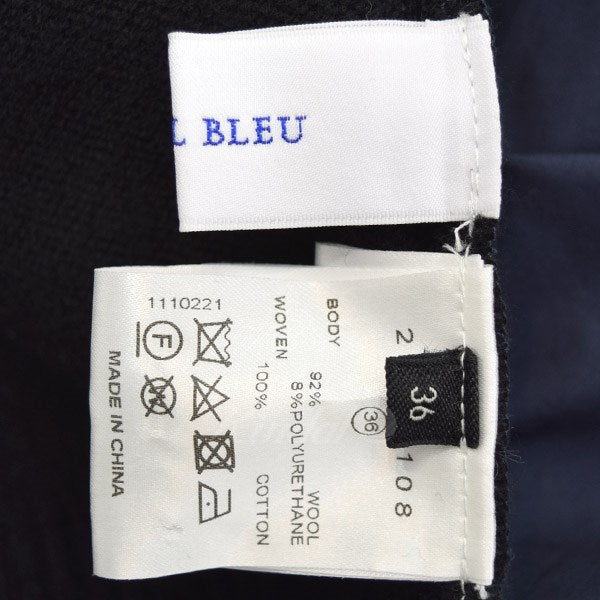 L BLEU
36
2
108
36
BODY
92% WOOL
8% POLYURETHANE
WOVEN
100% COTTON
1110221
F
W
MADE IN CHINA